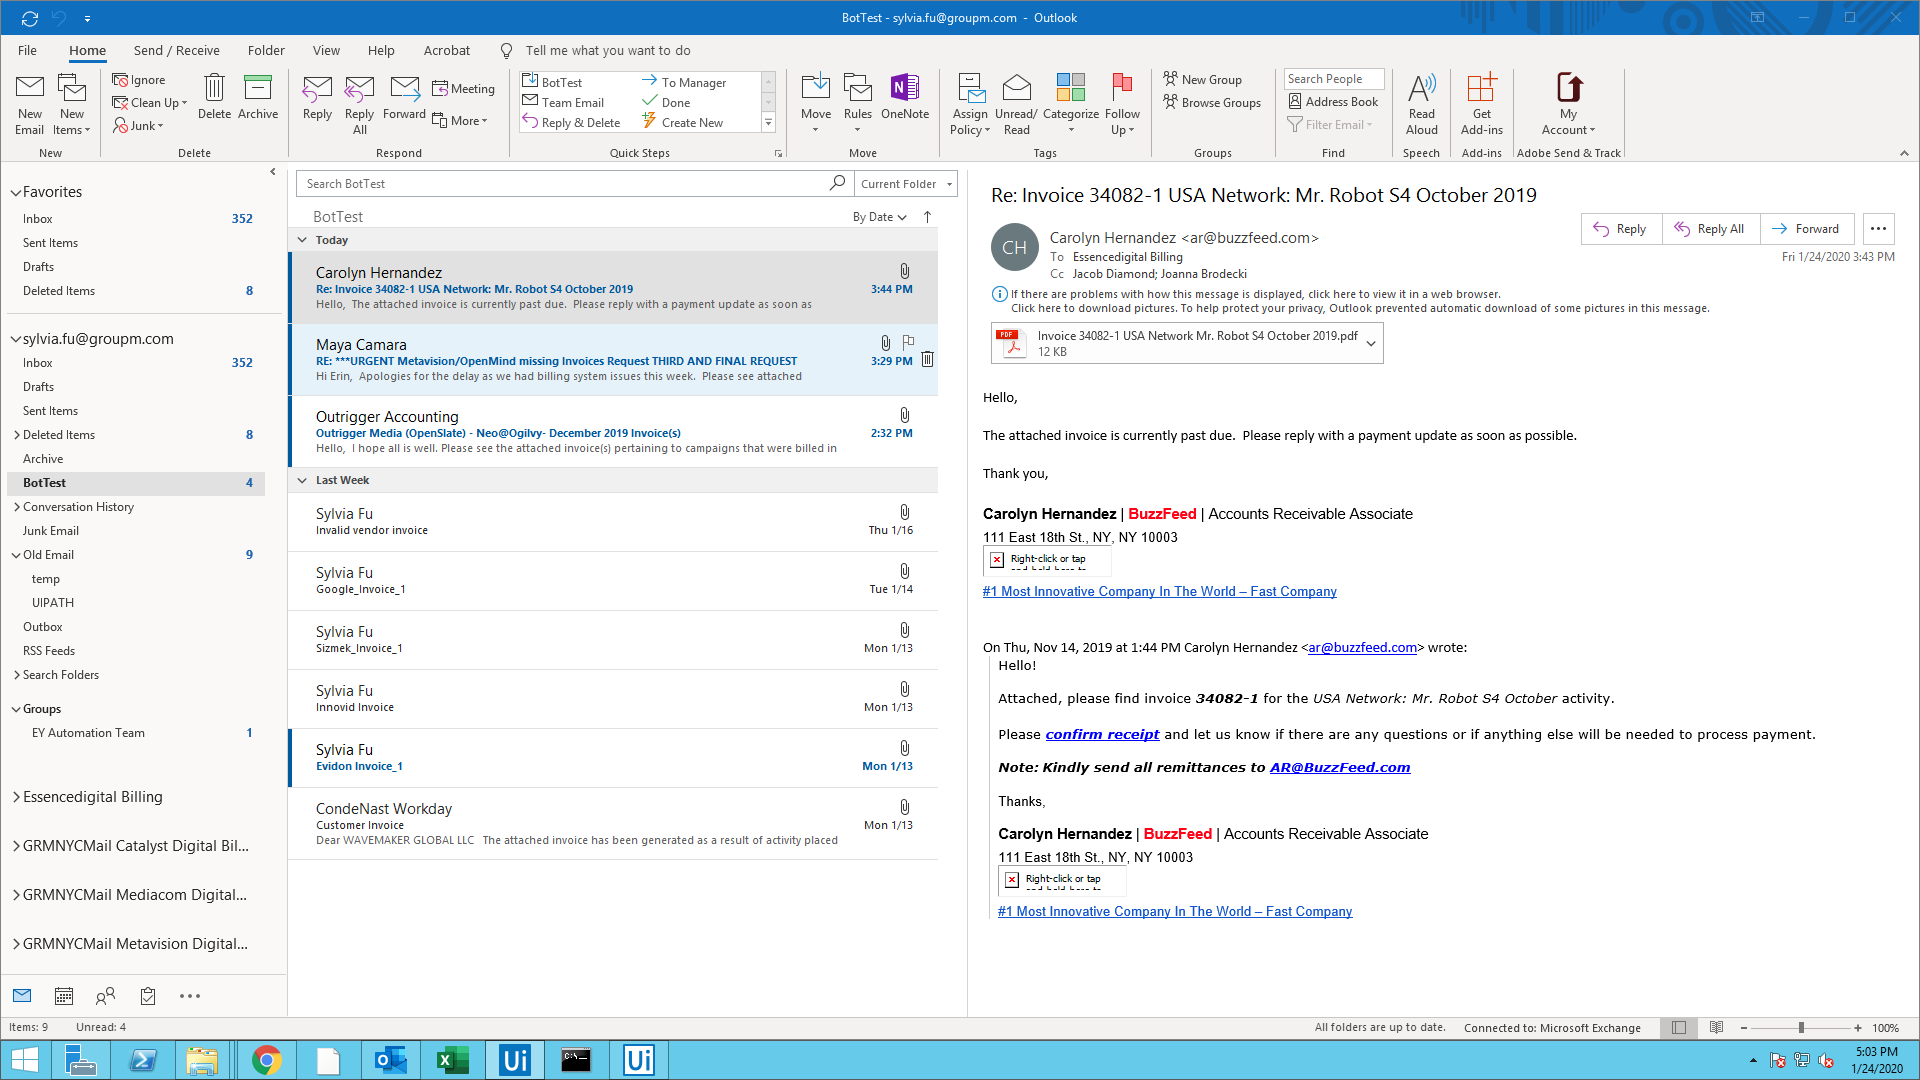 BotTest - sylvia.fu@groupm.com - Outlook
File Home Send / Receive Folder View Help Acrobat Tell me what you want to do
New Email
New Items
New
Ignore
Clean Up
Junk
Delete
Archive
Delete
Reply
Reply All
Forward
Meeting
More
Respond
BotTest
Team Email
Reply & Delete
To Manager
Done
Create New
Quick Steps
Move
Rules
OneNote
Move
Assign Policy
Unread/ Read
Categorize
Follow Up
Tags
New Group
Browse Groups
Groups
Search People
Address Book
Filter Email
Find
Read Aloud
Speech
Get Add-ins
Add-ins
My Account
Adobe Send & Track
Favorites
Inbox 352
Sent Items
Drafts
Deleted Items 8
sylvia.fu@groupm.com
Inbox 352
Drafts
Sent Items
Deleted Items 8
Archive
BotTest 4
Conversation History
Junk Email
Old Email 9
temp
UIPATH
Outbox
RSS Feeds
Search Folders
Groups
EY Automation Team 1
Essencedigital Billing
GRMNYCMail Catalyst Digital Bil...
GRMNYCMail Mediacom Digital...
GRMNYCMail Metavision Digital...
Search BotTest
Current Folder
BotTest By Date
Today
Carolyn Hernandez
Re: Invoice 34082-1 USA Network: Mr. Robot S4 October 2019 3:44 PM
Hello, The attached invoice is currently past due. Please reply with a payment update as soon as
Maya Camara
RE: ***URGENT Metavision/OpenMind missing Invoices Request THIRD AND FINAL REQUEST 3:29 PM
Hi Erin, Apologies for the delay as we had billing system issues this week. Please see attached
Outrigger Accounting
Outrigger Media (OpenSlate) - Neo@Ogilvy- December 2019 Invoice(s) 2:32 PM
Hello, I hope all is well. Please see the attached invoice(s) pertaining to campaigns that were billed in
Last Week
Sylvia Fu
Invalid vendor invoice Thu 1/16
Sylvia Fu
Google_Invoice_1 Tue 1/14
Sylvia Fu
Sizmek_Invoice_1 Mon 1/13
Sylvia Fu
Innovid Invoice Mon 1/13
Sylvia Fu
Evidon Invoice_1 Mon 1/13
CondeNast Workday
Customer Invoice Mon 1/13
Dear WAVEMAKER GLOBAL LLC The attached invoice has been generated as a result of activity placed
Re: Invoice 34082-1 USA Network: Mr. Robot S4 October 2019
Reply Reply All Forward
CH
Carolyn Hernandez <ar@buzzfeed.com>
To Essencedigital Billing
Fri 1/24/2020 3:43 PM
Cc Jacob Diamond; Joanna Brodecki
If there are problems with how this message is displayed, click here to view it in a web browser.
Click here to download pictures. To help protect your privacy, Outlook prevented automatic download of some pictures in this message.
PDF
Invoice 34082-1 USA Network Mr. Robot S4 October 2019.pdf
12 KB
Hello,
The attached invoice is currently past due. Please reply with a payment update as soon as possible.
Thank you,
Carolyn Hernandez | BuzzFeed | Accounts Receivable Associate
111 East 18th St., NY, NY 10003
Right-click or tap
and hold here to
#1 Most Innovative Company In The World – Fast Company
On Thu, Nov 14, 2019 at 1:44 PM Carolyn Hernandez <ar@buzzfeed.com> wrote:
Hello!
Attached, please find invoice 34082-1 for the USA Network: Mr. Robot S4 October activity.
Please confirm receipt and let us know if there are any questions or if anything else will be needed to process payment.
Note: Kindly send all remittances to AR@BuzzFeed.com
Thanks,
Carolyn Hernandez | BuzzFeed | Accounts Receivable Associate
111 East 18th St., NY, NY 10003
Right-click or tap
and hold here to
#1 Most Innovative Company In The World – Fast Company
Items: 9 Unread: 4
All folders are up to date. Connected to: Microsoft Exchange 100%
Ui
C:\
Ui
5:03 PM
1/24/2020